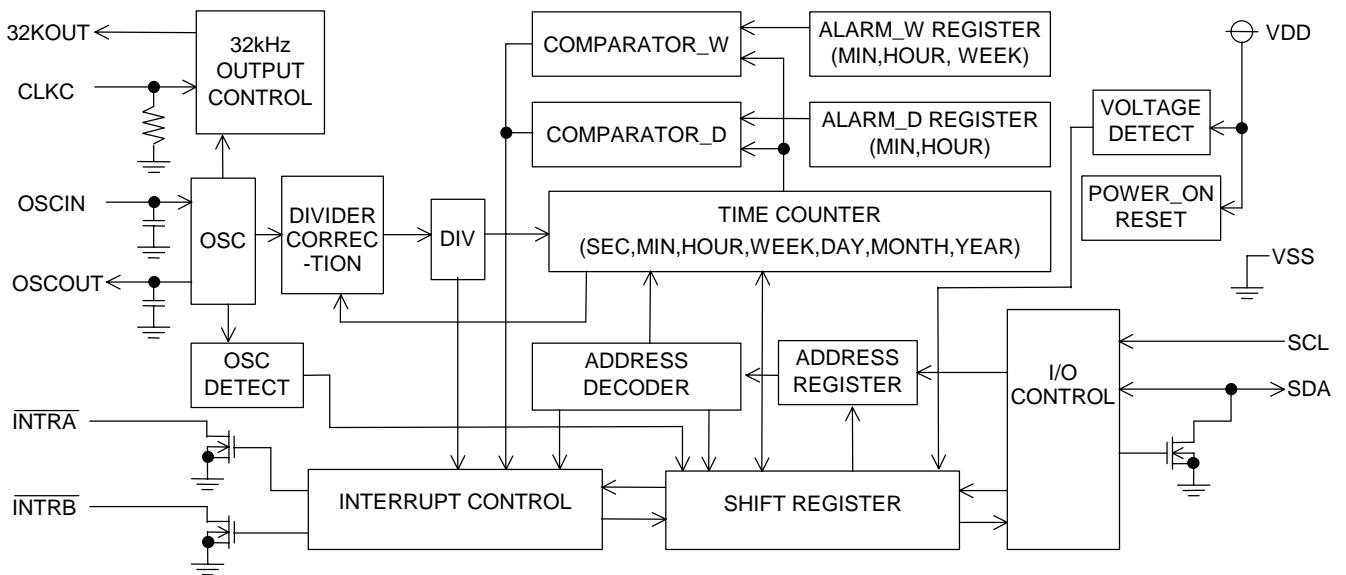 32KOUT
CLKC
OSCIN
OSCOUT
INTRA
INTRB
32kHz
OUTPUT
CONTROL
OSC
OSC
DETECT
DIVIDER
CORREC
-TION
DIV
COMPARATOR_W
COMPARATOR_D
ALARM_W REGISTER
(MIN,HOUR, WEEK)
ALARM_D REGISTER
(MIN,HOUR)
TIME COUNTER
(SEC,MIN,HOUR,WEEK,DAY,MONTH,YEAR)
ADDRESS
DECODER
ADDRESS
REGISTER
INTERRUPT CONTROL
SHIFT REGISTER
I/O
CONTROL
VOLTAGE
DETECT
POWER_ON
RESET
VDD
VSS
SCL
SDA